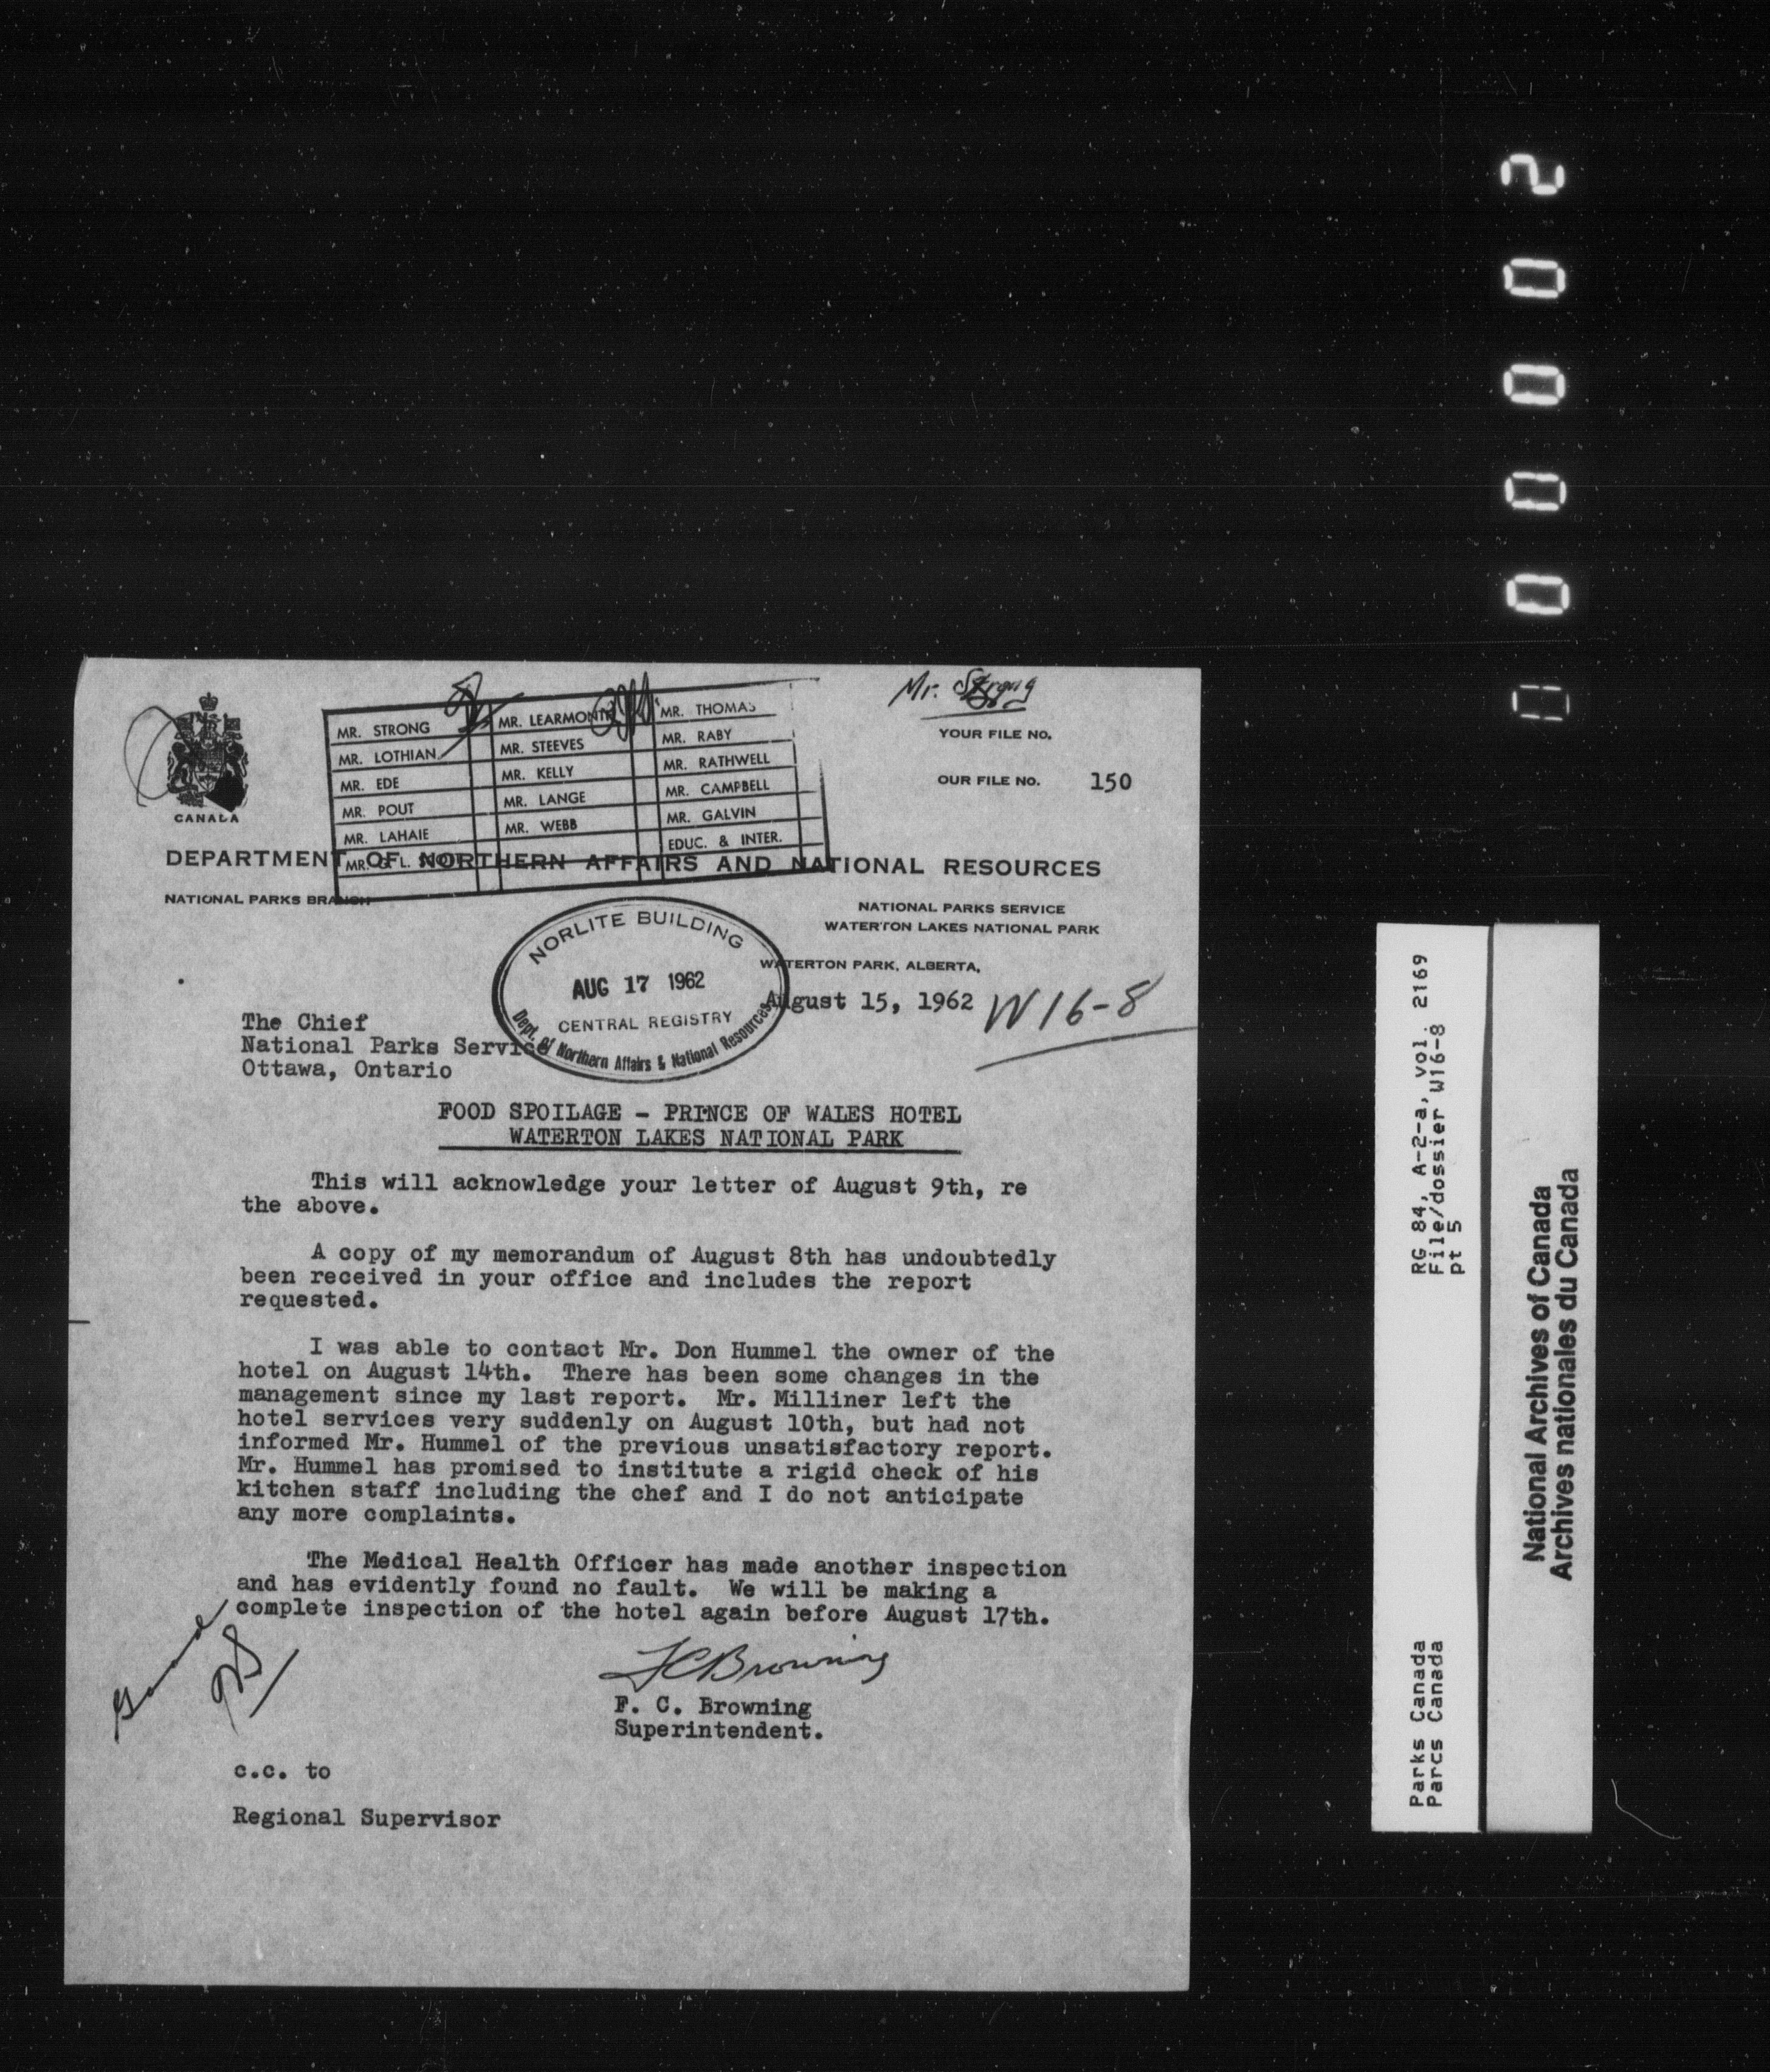 Mr. Strong
MR. STRONG MR. LEARMONTH MR. THOMAS
MR. LOTHIAN MR. STEEVES MR. RABY
MR. EDE MR. KELLY MR. RATHWELL
MR. POUT MR. LANGE MR. CAMPBELL
MR. LAHAIE MR. WEBB MR. GALVIN
MR. G. L. EDUC. & INTER.
YOUR FILE NO.
OUR FILE NO. 150
CANADA
DEPARTMENT OF NORTHERN AFFAIRS AND NATIONAL RESOURCES
NATIONAL PARKS BRANCH
NATIONAL PARKS SERVICE
WATERTON LAKES NATIONAL PARK
WATERTON PARK, ALBERTA,
NORLITE BUILDING
AUG 17 1962
CENTRAL REGISTRY
Dept. of Northern Affairs & National Resources
August 15, 1962
W16-8
The Chief
National Parks Service
Ottawa, Ontario
FOOD SPOILAGE - PRINCE OF WALES HOTEL
WATERTON LAKES NATIONAL PARK
This will acknowledge your letter of August 9th, re
the above.
A copy of my memorandum of August 8th has undoubtedly
been received in your office and includes the report
requested.
I was able to contact Mr. Don Hummel the owner of the
hotel on August 14th. There has been some changes in the
management since my last report. Mr. Milliner left the
hotel services very suddenly on August 10th, but had not
informed Mr. Hummel of the previous unsatisfactory report.
Mr. Hummel has promised to institute a rigid check of his
kitchen staff including the chef and I do not anticipate
any more complaints.
The Medical Health Officer has made another inspection
and has evidently found no fault. We will be making a
complete inspection of the hotel again before August 17th.
FC Browning
F. C. Browning
Superintendent.
c.c. to
Regional Supervisor
000002
RG 84, A-2-a, vol. 2169
File/dossier W16-8
pt 5
Parks Canada
Parcs Canada
National Archives of Canada
Archives nationales du Canada